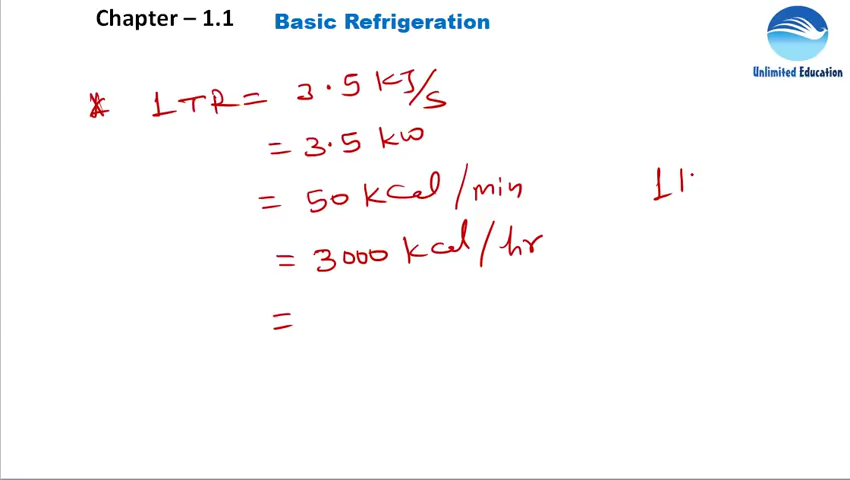 Chapter – 1.1 Basic Refrigeration
Unlimited Education
* 1 TR = 3.5 KJ/s
= 3.5 kw
= 50 kcal/min
= 3000 kcal/hr
=